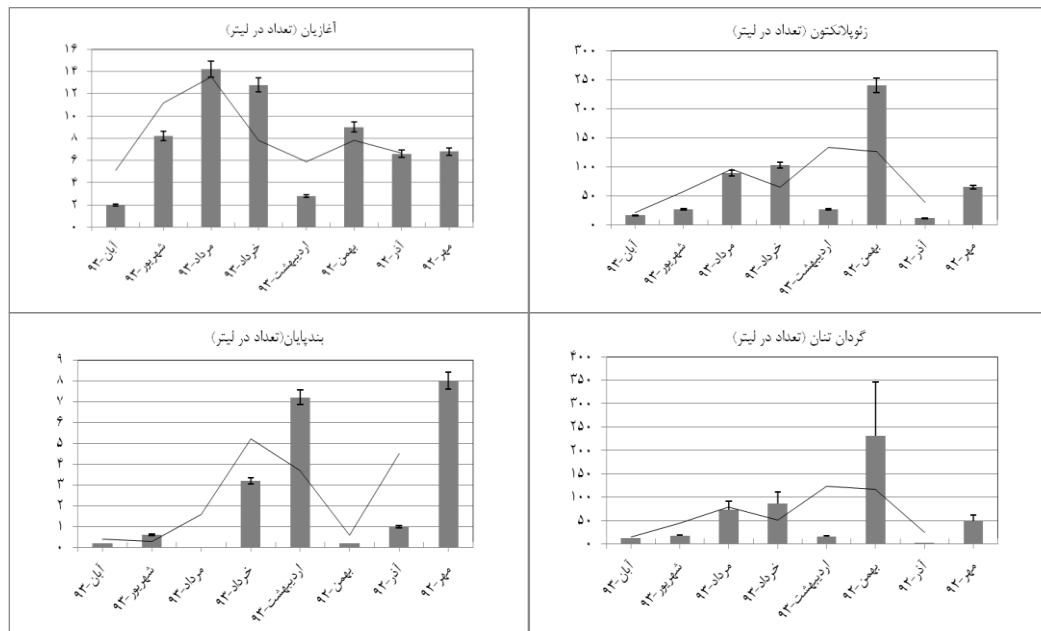 زئوپلانکتون (تعداد در لیتر)
۳۰۰
۲۵۰
۲۰۰
۱۵۰
۱۰۰
۵۰
۰
مهر-۹۲
آذر-۹۲
بهمن-۹۲
اردیبهشت-۹۳
خرداد-۹۳
مرداد-۹۳
شهریور-۹۳
آبان-۹۳
آغازیان (تعداد در لیتر)
۱۶
۱۴
۱۲
۱۰
۸
۶
۴
۲
۰
مهر-۹۲
آذر-۹۲
بهمن-۹۲
اردیبهشت-۹۳
خرداد-۹۳
مرداد-۹۳
شهریور-۹۳
آبان-۹۳
گردان تنان (تعداد در لیتر)
۴۰۰
۳۵۰
۳۰۰
۲۵۰
۲۰۰
۱۵۰
۱۰۰
۵۰
۰
مهر-۹۲
آذر-۹۲
بهمن-۹۲
اردیبهشت-۹۳
خرداد-۹۳
مرداد-۹۳
شهریور-۹۳
آبان-۹۳
بندپایان(تعداد در لیتر)
۹
۸
۷
۶
۵
۴
۳
۲
۱
۰
مهر-۹۲
آذر-۹۲
بهمن-۹۲
اردیبهشت-۹۳
خرداد-۹۳
مرداد-۹۳
شهریور-۹۳
آبان-۹۳